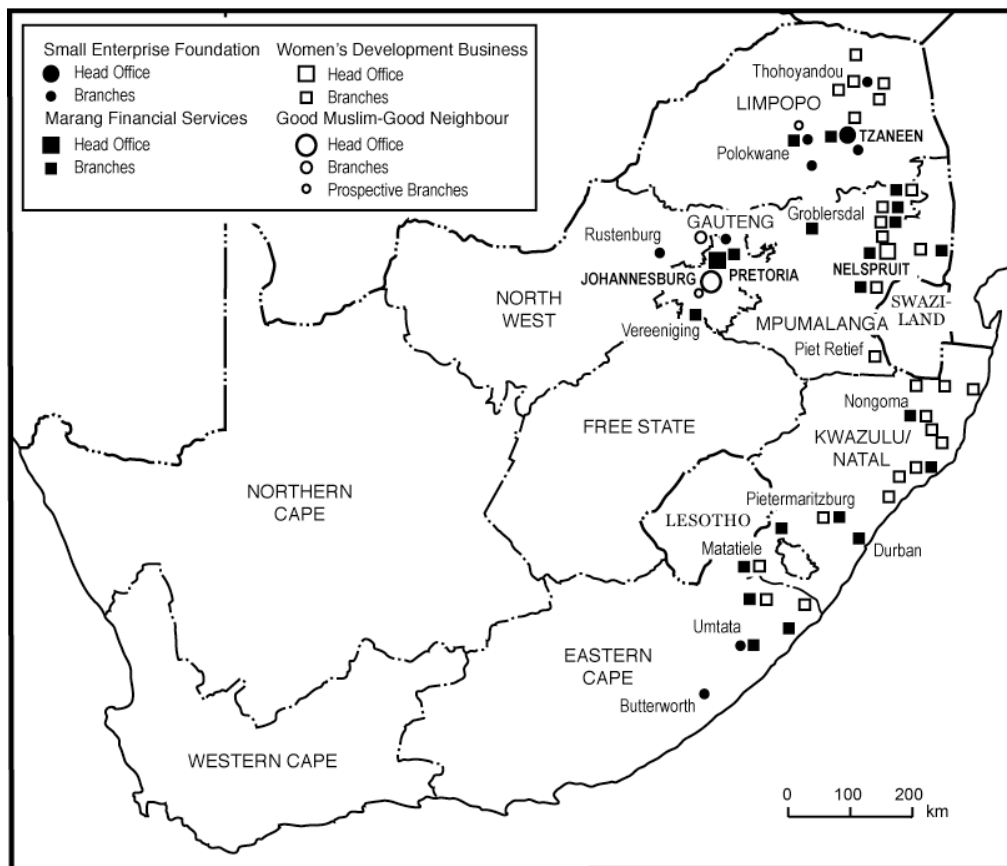 Small Enterprise Foundation
Head Office
Branches
Marang Financial Services
Head Office
Branches
Women's Development Business
Head Office
Branches
Good Muslim-Good Neighbour
Head Office
Branches
Prospective Branches
Thohoyandou
LIMPOPO
TZANEEN
Polokwane
Groblersdal
GAUTENG
Rustenburg
JOHANNESBURG
PRETORIA
NELSPRUIT
NORTH
WEST
SWAZI-
LAND
Vereeniging
MPUMALANGA
Piet Retief
Nongoma
FREE STATE
KWAZULU/
NATAL
NORTHERN
CAPE
Pietermaritzburg
LESOTHO
Durban
Matatiele
Umtata
EASTERN
CAPE
Butterworth
WESTERN CAPE
0 100 200
km